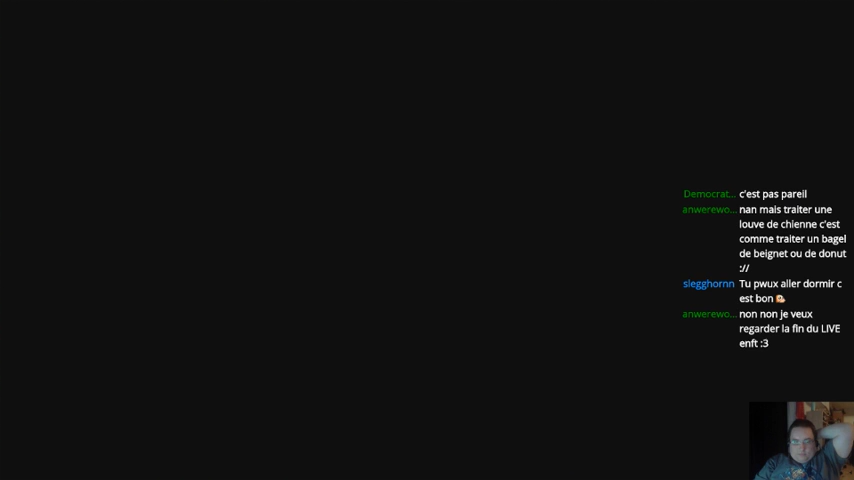 Democrat... c'est pas pareil
anwerewo... nan mais traiter une
louve de chienne c'est
comme traiter un bagel
de beignet ou de donut
://
siegghornn Tu pwux aller dormir c
est bon
anwerewo... non non je veux
regarder la fin du LIVE
enft :3